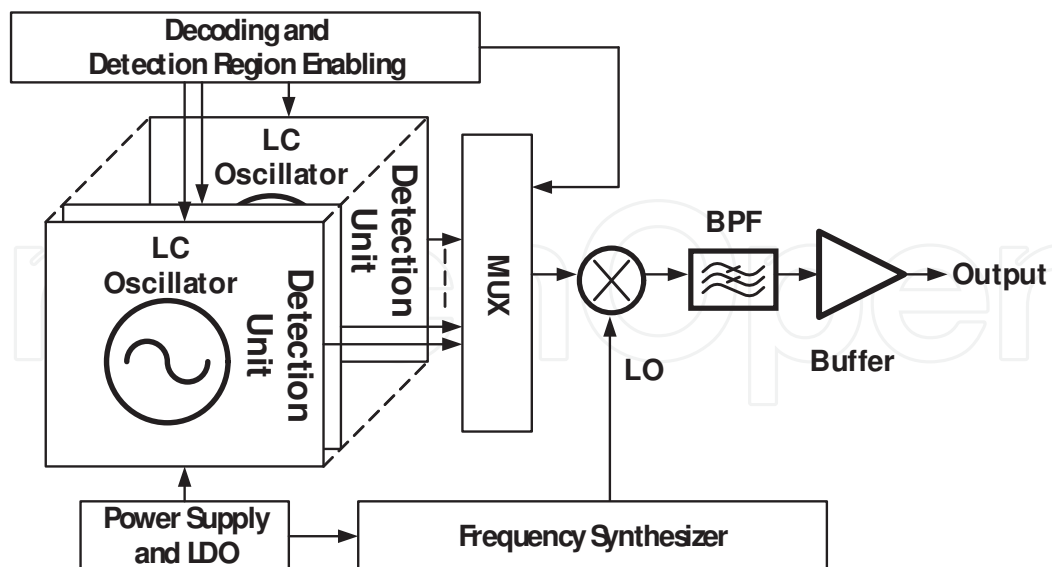 Decoding and
Detection Region Enabling
LC
Oscillator
Detection
Unit
LC
Oscillator
Detection
Unit
MUX
BPF
Output
LO
Buffer
Power Supply
and LDO
Frequency Synthesizer